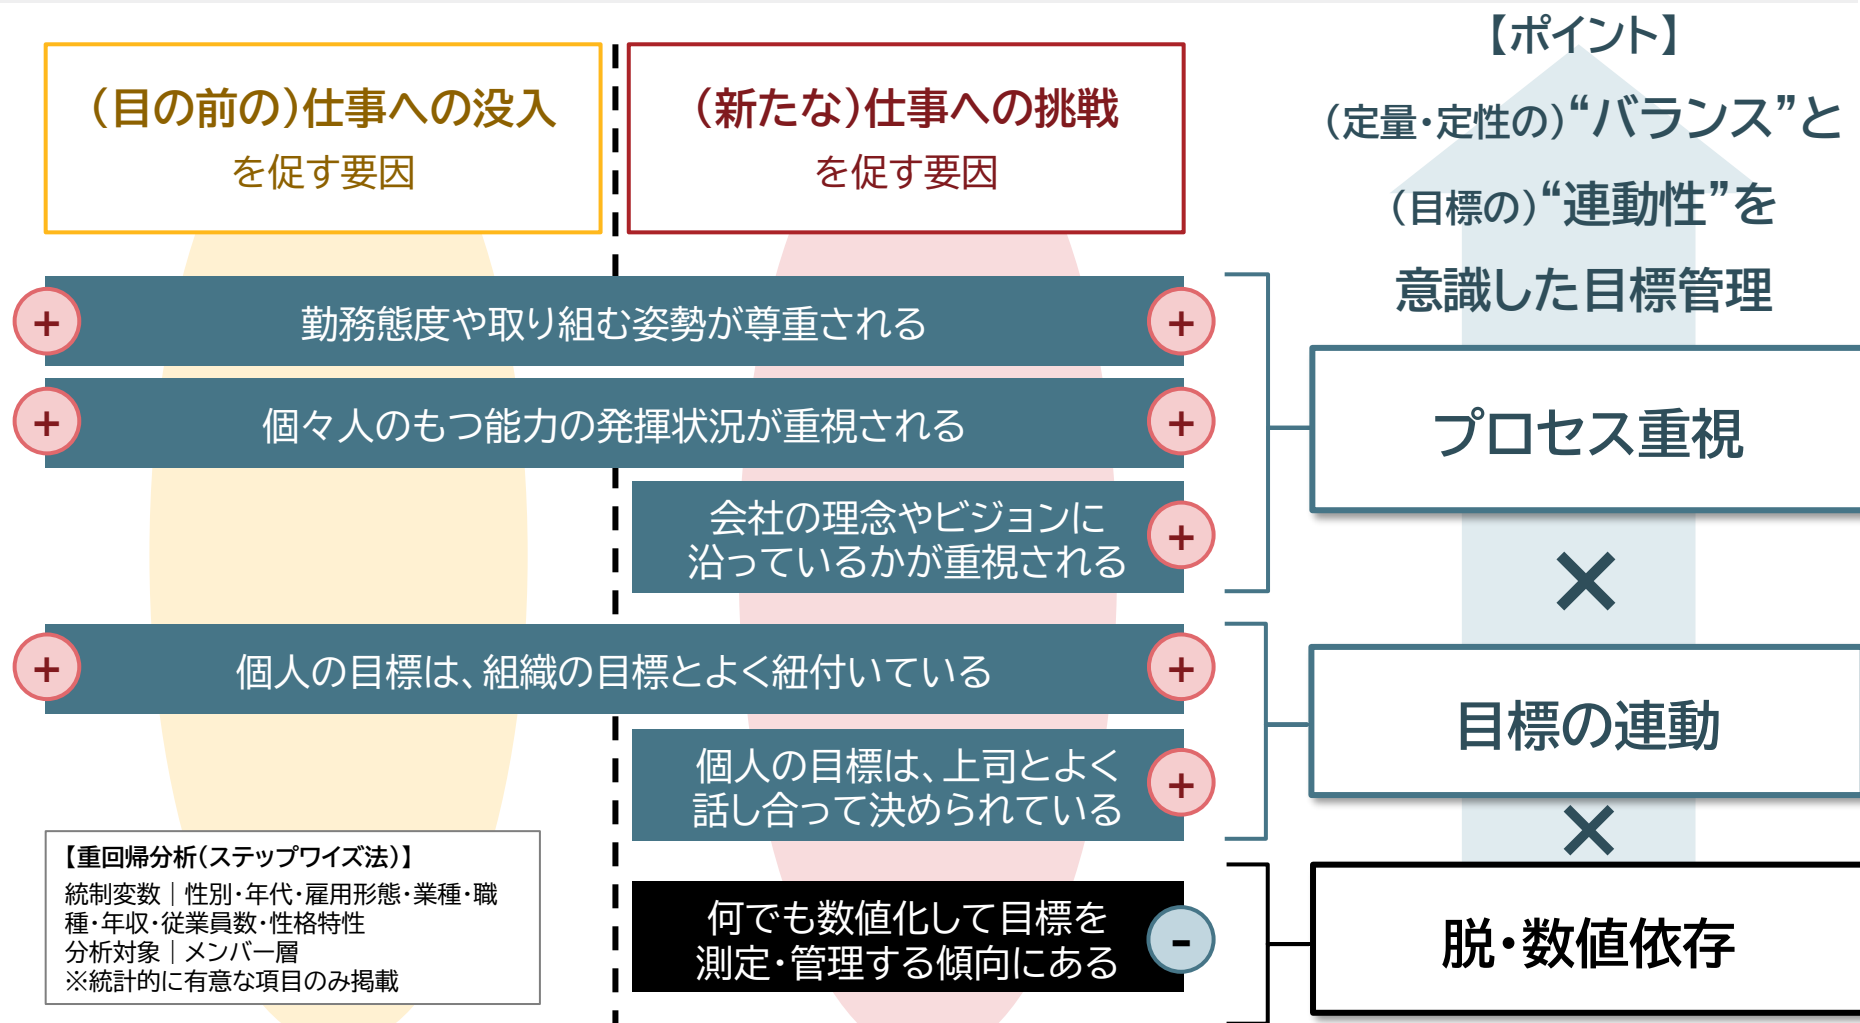 (目の前の)仕事への没入
を促す要因
(新たな)仕事への挑戦
を促す要因
【ポイント】
(定量・定性の)“バランス”と
(目標の)“連動性”を
意識した目標管理
+
勤務態度や取り組む姿勢が尊重される
+
+
個々人のもつ能力の発揮状況が重視される
+
会社の理念やビジョンに
沿っているかが重視される
+
プロセス重視
×
+
個人の目標は、組織の目標とよく紐付いている
+
個人の目標は、上司とよく
話し合って決められている
+
目標の連動
×
何でも数値化して目標を
測定・管理する傾向にある
-
脱・数値依存
【重回帰分析(ステップワイズ法)】
統制変数｜性別・年代・雇用形態・業種・職
種・年収・従業員数・性格特性
分析対象｜メンバー層
※統計的に有意な項目のみ掲載